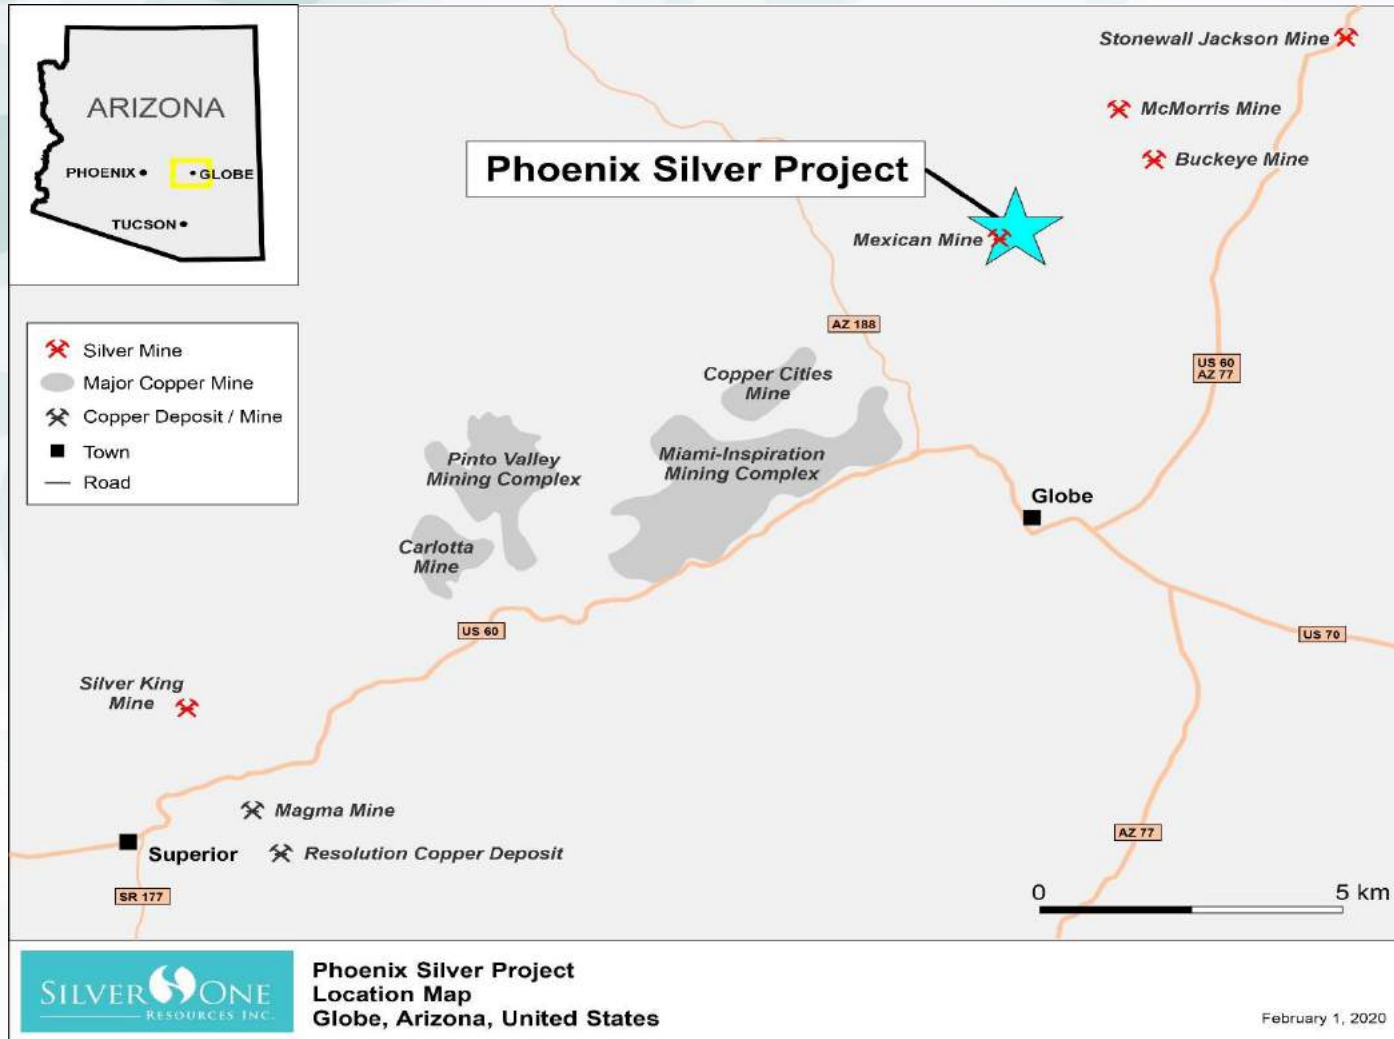 ARIZONA
PHOENIX
GLOBE
TUCSON
Stonewall Jackson Mine
McMorris Mine
Buckeye Mine
Phoenix Silver Project
Mexican Mine
AZ 188
US 60
AZ 77
Silver Mine
Major Copper Mine
Copper Deposit / Mine
Town
Road
Copper Cities
Mine
Pinto Valley
Mining Complex
Miami-Inspiration
Mining Complex
Globe
Carlotta
Mine
US 60
US 70
Silver King
Mine
Magma Mine
Superior
Resolution Copper Deposit
AZ 77
SR 177
0 5 km
SILVER ONE
RESOURCES INC.
Phoenix Silver Project
Location Map
Globe, Arizona, United States
February 1, 2020